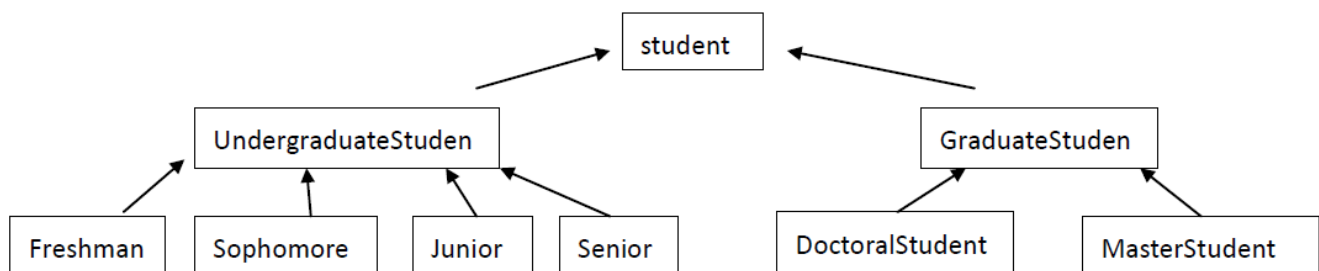 student
UndergraduateStuden
GraduateStuden
Freshman
Sophomore
Junior
Senior
DoctoralStudent
MasterStudent